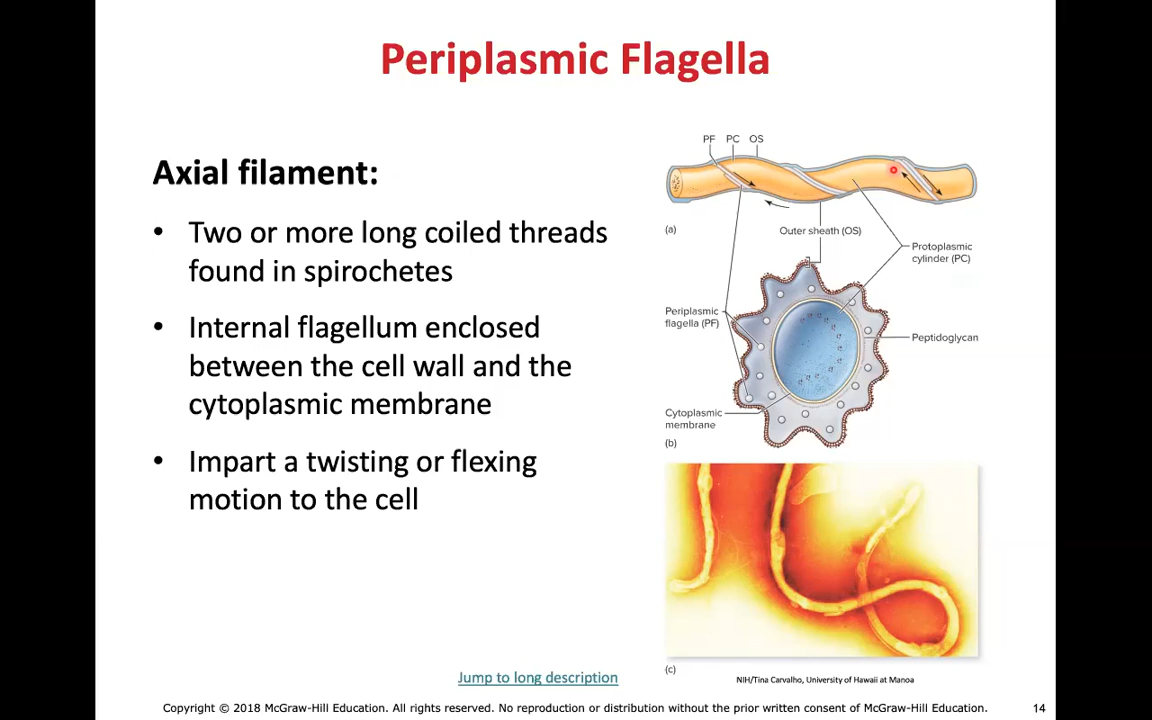 Periplasmic Flagella
Axial filament:
• Two or more long coiled threads
found in spirochetes
• Internal flagellum enclosed
between the cell wall and the
cytoplasmic membrane
• Impart a twisting or flexing
motion to the cell
PF PC OS
(a)
Outer sheath (OS)
Protoplasmic
cylinder (PC)
Periplasmic
flagella (PF)
Peptidoglycan
Cytoplasmic
membrane
(b)
(c)
NIH/Tina Carvalho, University of Hawaii at Manoa
Jump to long description
Copyright © 2018 McGraw-Hill Education. All rights reserved. No reproduction or distribution without the prior written consent of McGraw-Hill Education.
14